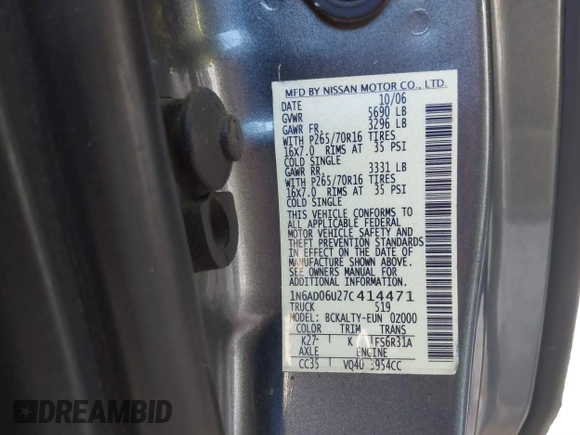 MFD BY NISSAN MOTOR CO., LTD.
DATE 10/06
GVWR 5690 LB
GAWR FR. 3296 LB
WITH P265/70R16 TIRES
16X7.0 RIMS AT 35 PSI
COLD SINGLE
GAWR RR. 3331 LB
WITH P265/70R16 TIRES
16X7.0 RIMS AT 35 PSI
COLD SINGLE
THIS VEHICLE CONFORMS TO
ALL APPLICABLE FEDERAL
MOTOR VEHICLE SAFETY AND
THEFT PREVENTION STANDARDS
IN EFFECT ON THE DATE OF
MANUFACTURE SHOWN ABOVE.
SEE OWNERS MANUAL FOR
ADDITIONAL INFORMATION
1N6AD06U27C414471
TRUCK 519
MODEL: BCKALTY-EUN 0Z000
COLOR TRIM TRANS
K27- K FS6R31A
AXLE ENGINE
CC35 VQ40 3954CC
DREAMBID